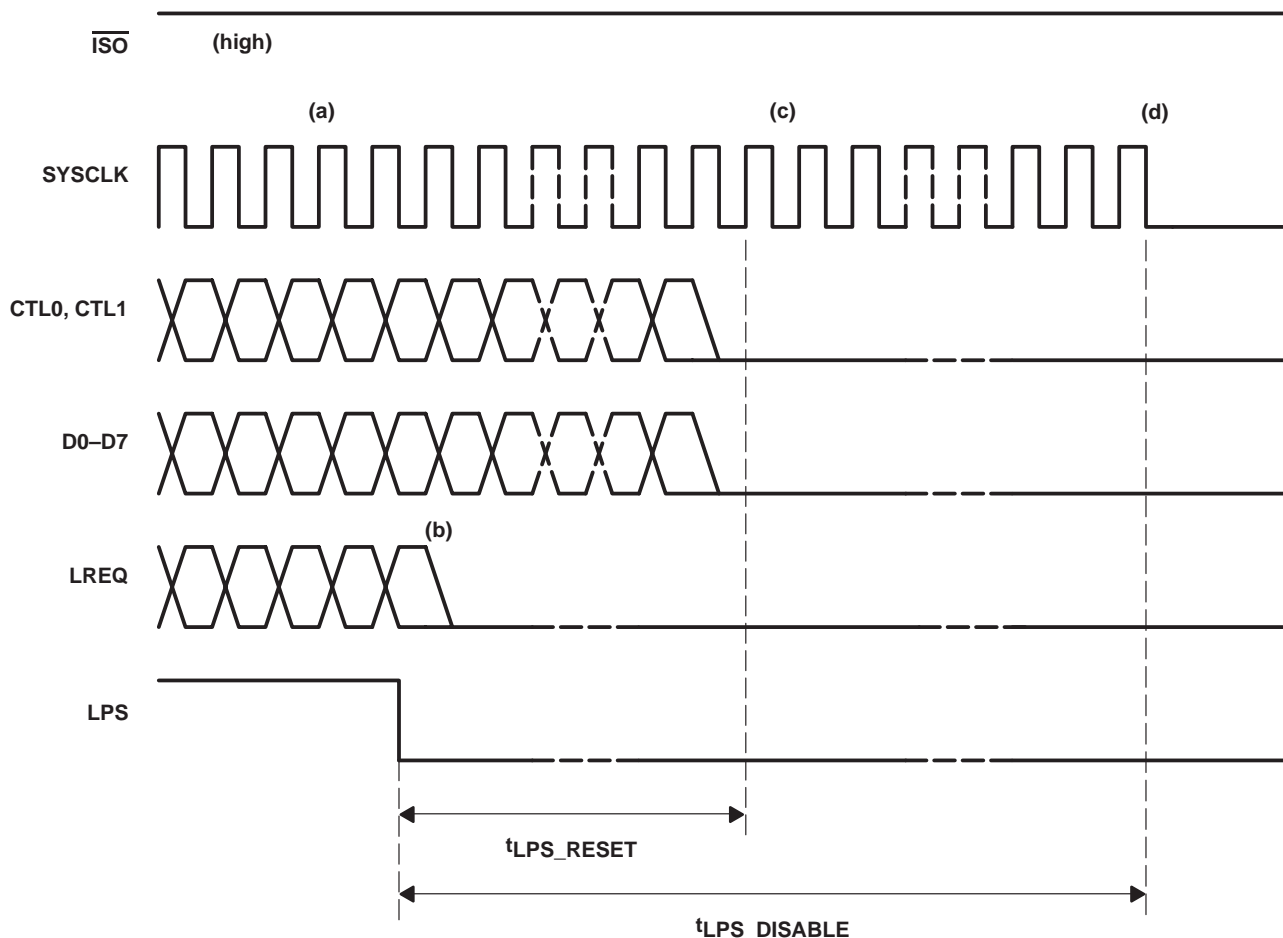 ISO
(high)
(a)
(c)
(d)
SYSCLK
CTL0, CTL1
D0–D7
(b)
LREQ
LPS
tLPS_RESET
tLPS_DISABLE